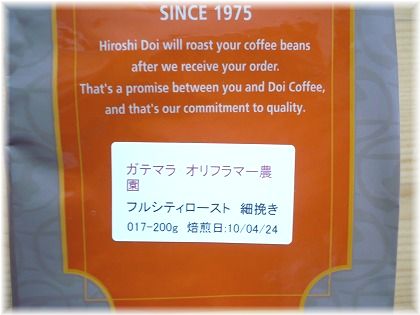 SINCE 1975
Hiroshi Doi will roast your coffee beans
after we receive your order.
That's a promise between you and Doi Coffee,
and that's our commitment to quality.
ガテマラ オリフラマー農
園
フルシティロースト 細挽き
017-200g 焙煎日:10/04/24